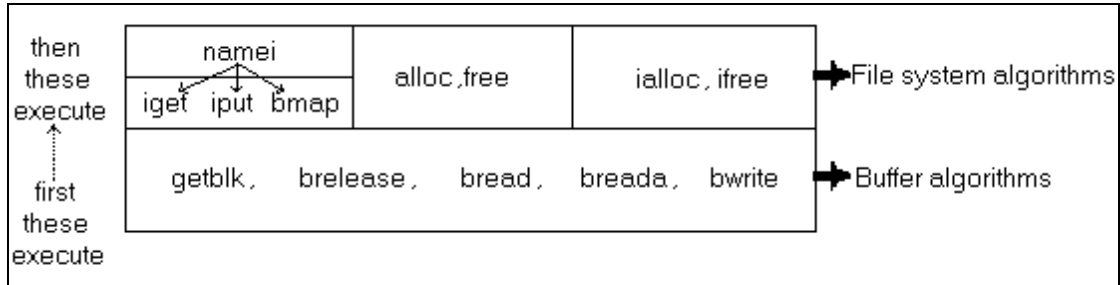 then
these
execute
first
these
execute
namei
iget iput bmap
alloc,free
ialloc, ifree
File system algorithms
getblk, brelease, bread, breada, bwrite
Buffer algorithms